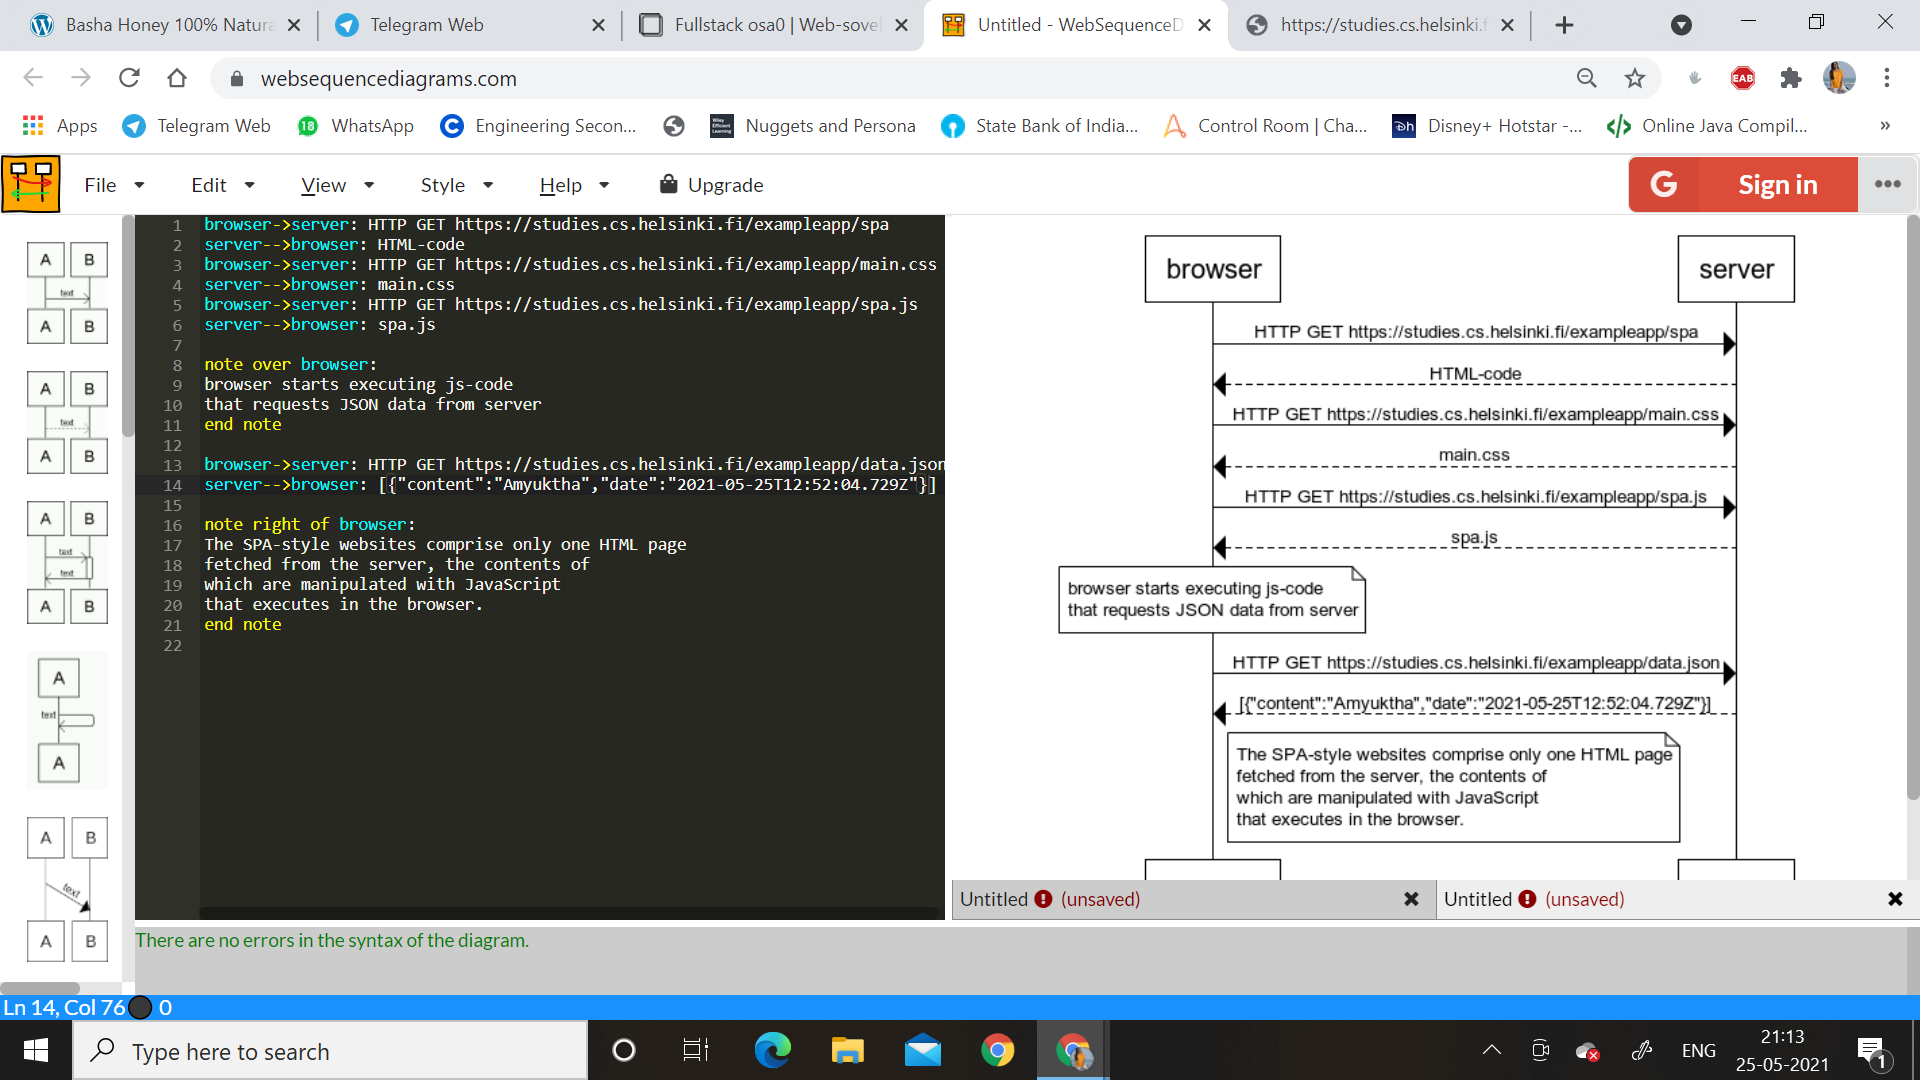 Basha Honey 100% Natura
Telegram Web
Fullstack osa0 | Web-sovel
Untitled - WebSequenceD
https://studies.cs.helsinki.f
websequencediagrams.com
EAB
Apps
Telegram Web
18
WhatsApp
Engineering Secon...
Nuggets and Persona
State Bank of India...
Control Room | Cha...
Disney+ Hotstar -...
Online Java Compil...
»
File
Edit
View
Style
Help
Upgrade
G
Sign in
A B
text
A B
A B
text
A B
A B
text
text
A B
A
text
A
A B
text
A B
1 browser->server: HTTP GET https://studies.cs.helsinki.fi/exampleapp/spa
2 server-->browser: HTML-code
3 browser->server: HTTP GET https://studies.cs.helsinki.fi/exampleapp/main.css
4 server-->browser: main.css
5 browser->server: HTTP GET https://studies.cs.helsinki.fi/exampleapp/spa.js
6 server-->browser: spa.js
7
8 note over browser:
9 browser starts executing js-code
10 that requests JSON data from server
11 end note
12
13 browser->server: HTTP GET https://studies.cs.helsinki.fi/exampleapp/data.json
14 server-->browser: [{"content":"Amyuktha","date":"2021-05-25T12:52:04.729Z"}]
15
16 note right of browser:
17 The SPA-style websites comprise only one HTML page
18 fetched from the server, the contents of
19 which are manipulated with JavaScript
20 that executes in the browser.
21 end note
22
browser
server
HTTP GET https://studies.cs.helsinki.fi/exampleapp/spa
HTML-code
HTTP GET https://studies.cs.helsinki.fi/exampleapp/main.css
main.css
HTTP GET https://studies.cs.helsinki.fi/exampleapp/spa.js
spa.js
browser starts executing js-code
that requests JSON data from server
HTTP GET https://studies.cs.helsinki.fi/exampleapp/data.json
[{"content":"Amyuktha","date":"2021-05-25T12:52:04.729Z"}]
The SPA-style websites comprise only one HTML page
fetched from the server, the contents of
which are manipulated with JavaScript
that executes in the browser.
Untitled (unsaved)
Untitled (unsaved)
There are no errors in the syntax of the diagram.
Ln 14, Col 76 0
Type here to search
ENG
21:13
25-05-2021
1